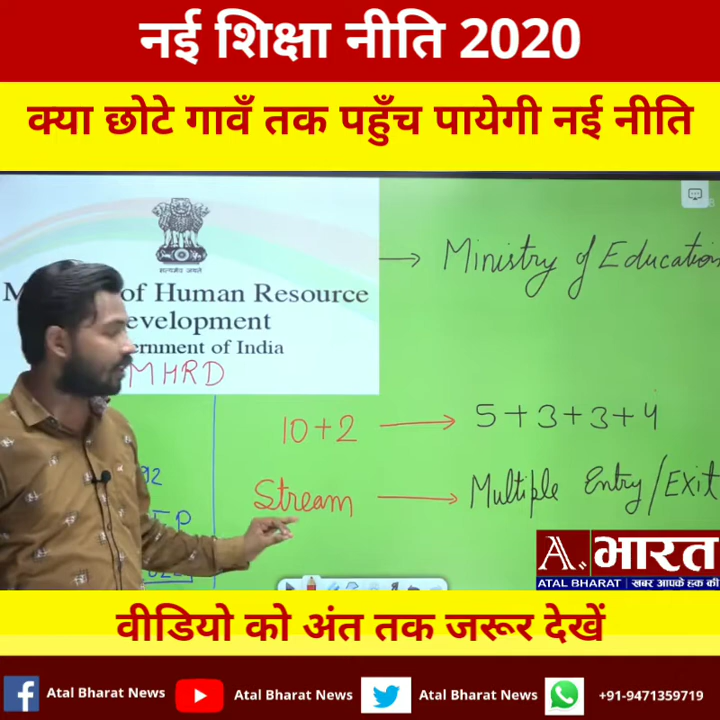 नई शिक्षा नीति 2020
क्या छोटे गावँ तक पहुँच पायेगी नई नीति
सत्यमेव जयते
of Human Resource
evelopment
ernment of India
MHRD
→ Ministry of Education
10+2 → 5+3+3+4
Stream → Multiple Entry/Exit
92
A. भारत
ATAL BHARAT | खबर आपके हक की
वीडियो को अंत तक जरूर देखें
Atal Bharat News
Atal Bharat News
Atal Bharat News
+91-9471359719